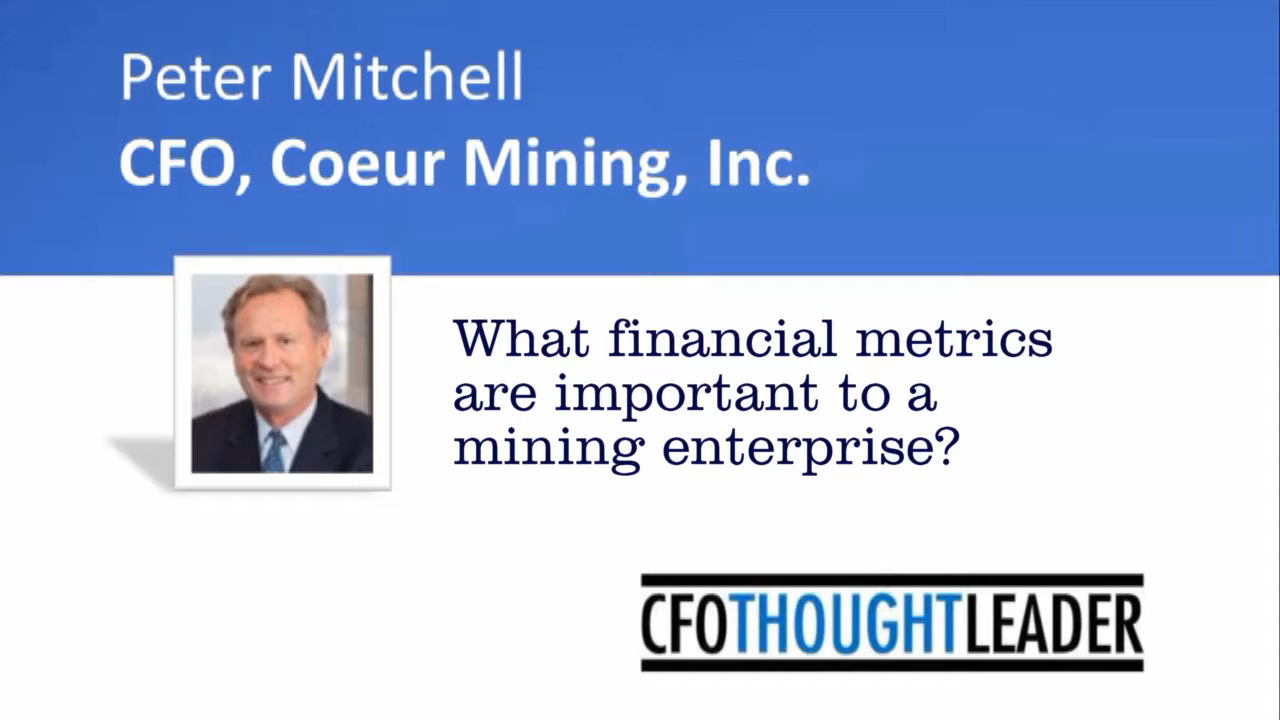 Peter Mitchell
CFO, Coeur Mining, Inc.
What financial metrics
are important to a
mining enterprise?
CFOTHOUGHTLEADER